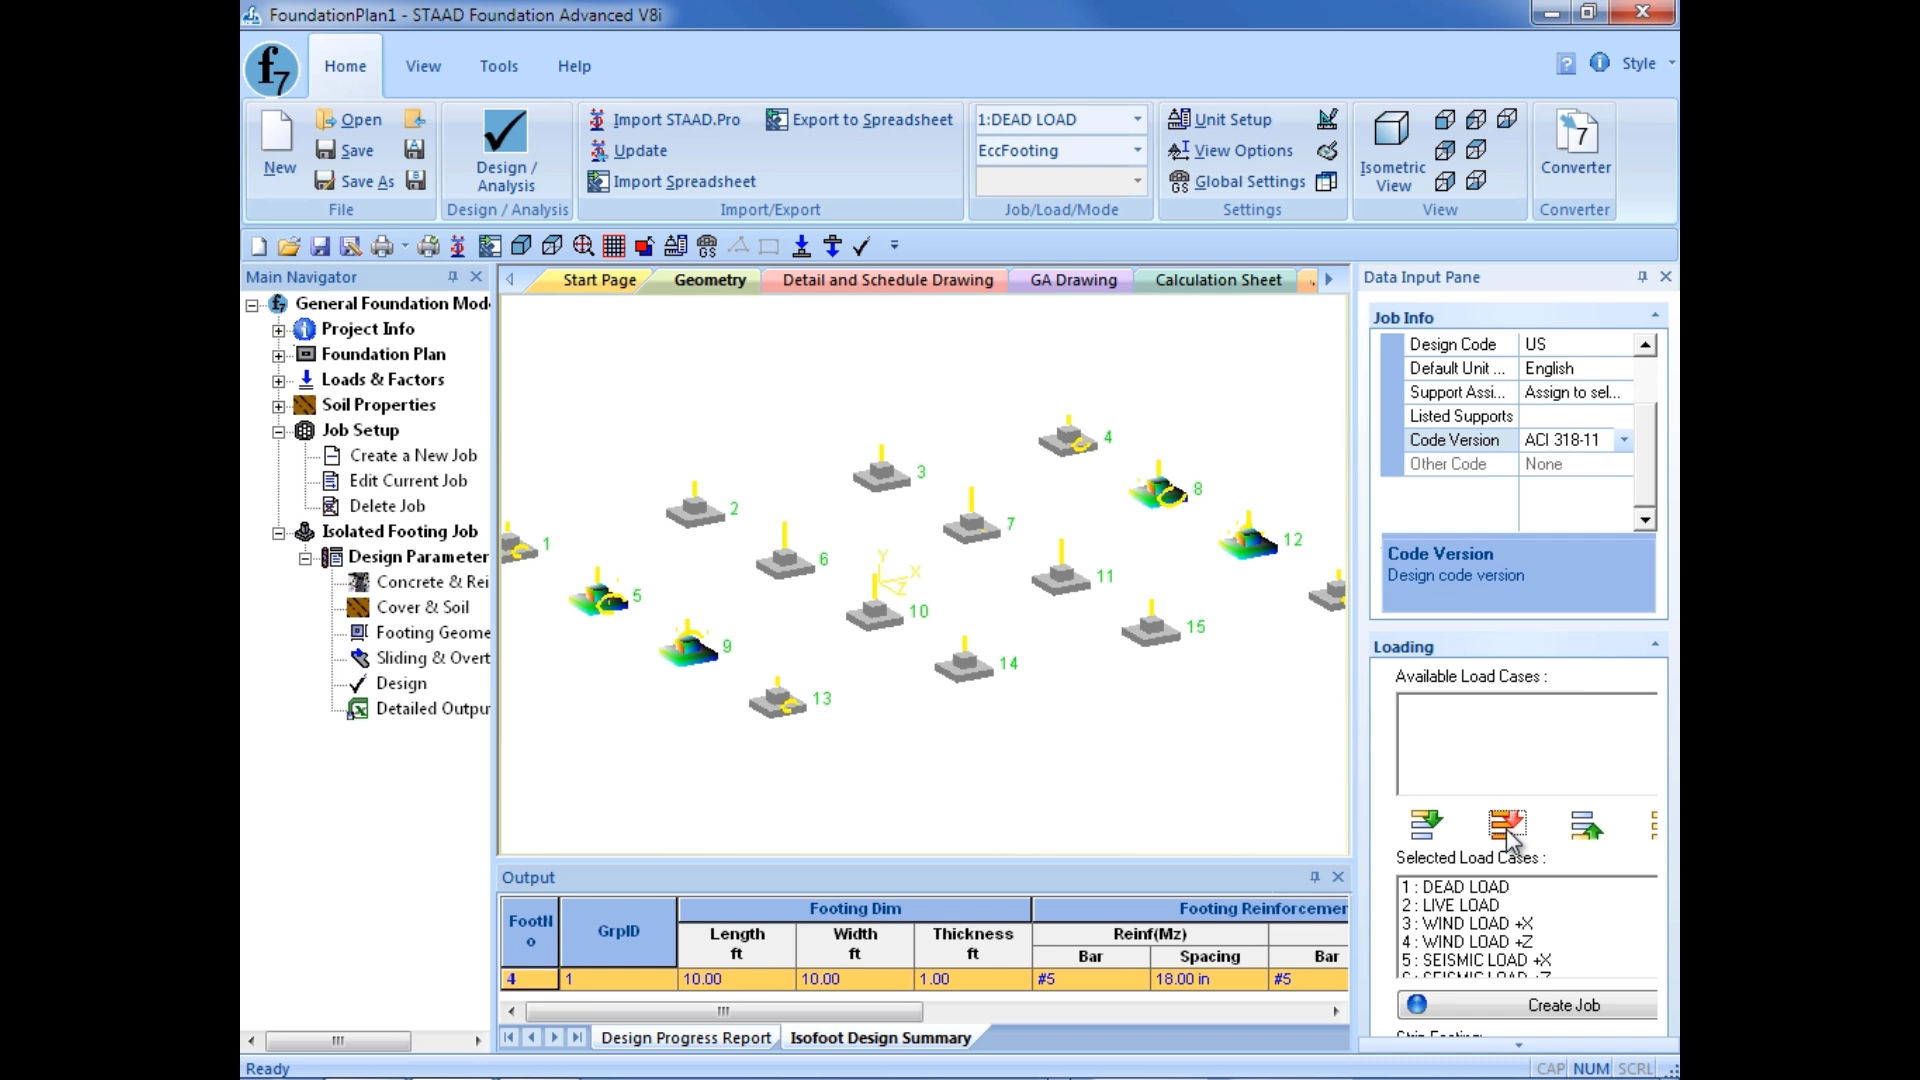 FoundationPlan1 - STAAD Foundation Advanced V8i
Home View Tools Help Style
New
Open
Save
Save As
File
Design / Analysis
Design / Analysis
Import STAAD.Pro
Update
Import Spreadsheet
Export to Spreadsheet
Import/Export
1:DEAD LOAD
EccFooting
Job/Load/Mode
Unit Setup
View Options
Global Settings
Settings
Isometric View
View
7
Converter
Converter
Main Navigator
General Foundation Mod
Project Info
Foundation Plan
Loads & Factors
Soil Properties
Job Setup
Create a New Job
Edit Current Job
Delete Job
Isolated Footing Job
Design Parameter
Concrete & Rei
Cover & Soil
Footing Geome
Sliding & Overt
Design
Detailed Outpu
Start Page Geometry Detail and Schedule Drawing GA Drawing Calculation Sheet
4
3
8
2
7
12
1
6
11
5
10
15
9
14
13
Y
X
Z
Output
FootN
o
GrpID
Footing Dim
Footing Reinforcemer
Length
ft
Width
ft
Thickness
ft
Reinf(Mz)
Bar Spacing Bar
4 1 10.00 10.00 1.00 #5 18.00 in #5
Design Progress Report Isofoot Design Summary
Data Input Pane
Job Info
Design Code US
Default Unit ... English
Support Assi... Assign to sel...
Listed Supports
Code Version ACI 318-11
Other Code None
Code Version
Design code version
Loading
Available Load Cases :
Selected Load Cases :
1 : DEAD LOAD
2 : LIVE LOAD
3 : WIND LOAD +X
4 : WIND LOAD +Z
5 : SEISMIC LOAD +X
6 : SEISMIC LOAD +Z
Create Job
Ready
CAP NUM SCRL